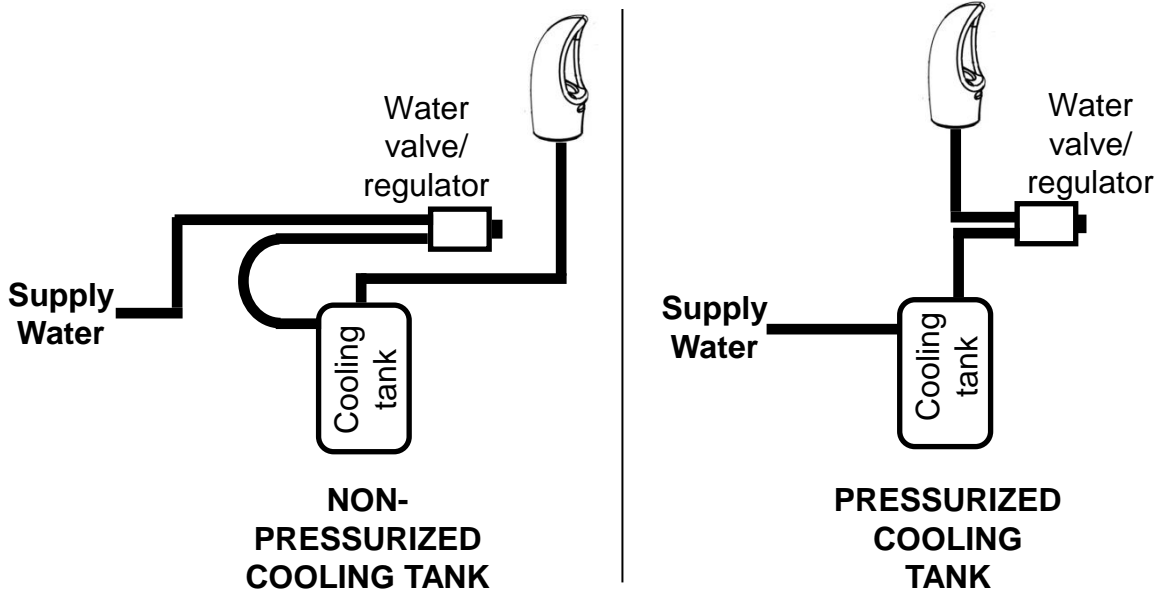 Water
valve/
regulator
Supply
Water
Cooling
tank
NON-
PRESSURIZED
COOLING TANK
Water
valve/
regulator
Supply
Water
Cooling
tank
PRESSURIZED
COOLING
TANK